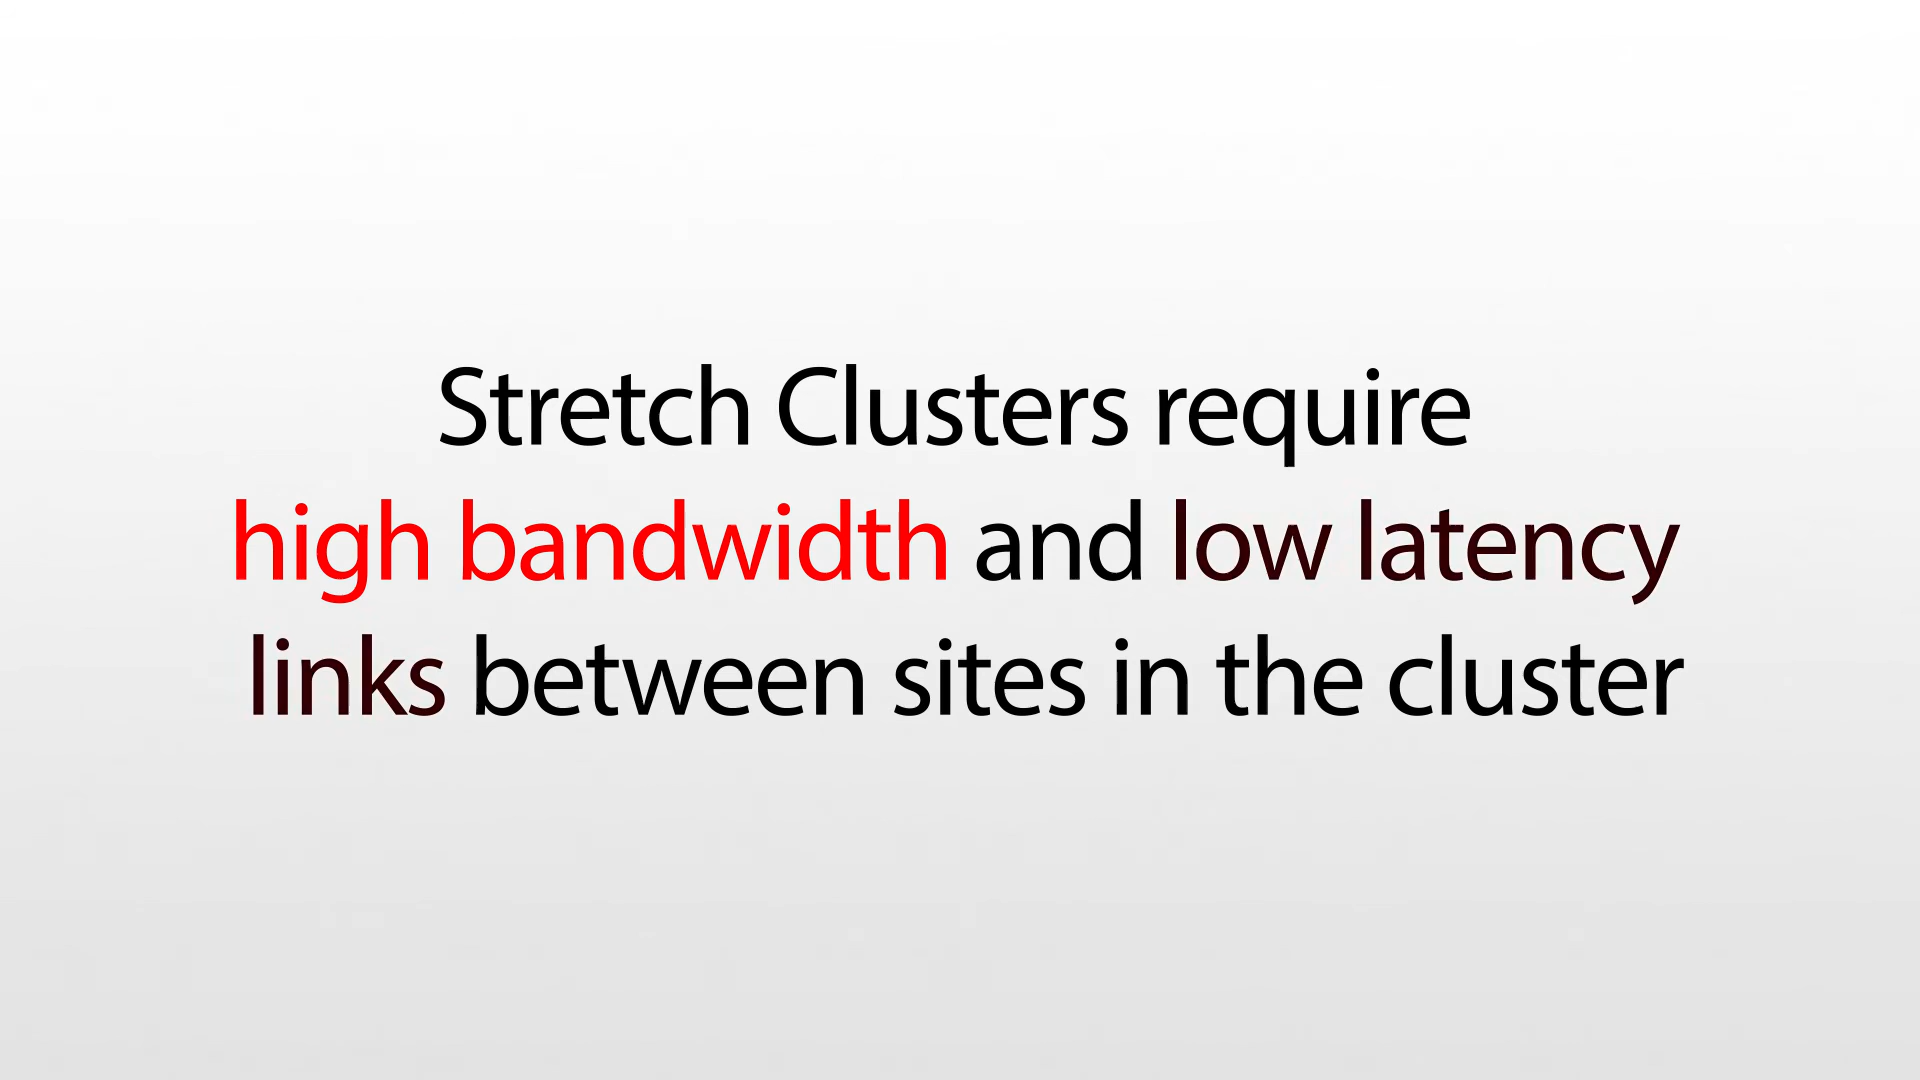 Stretch Clusters require
high bandwidth and low latency
links between sites in the cluster